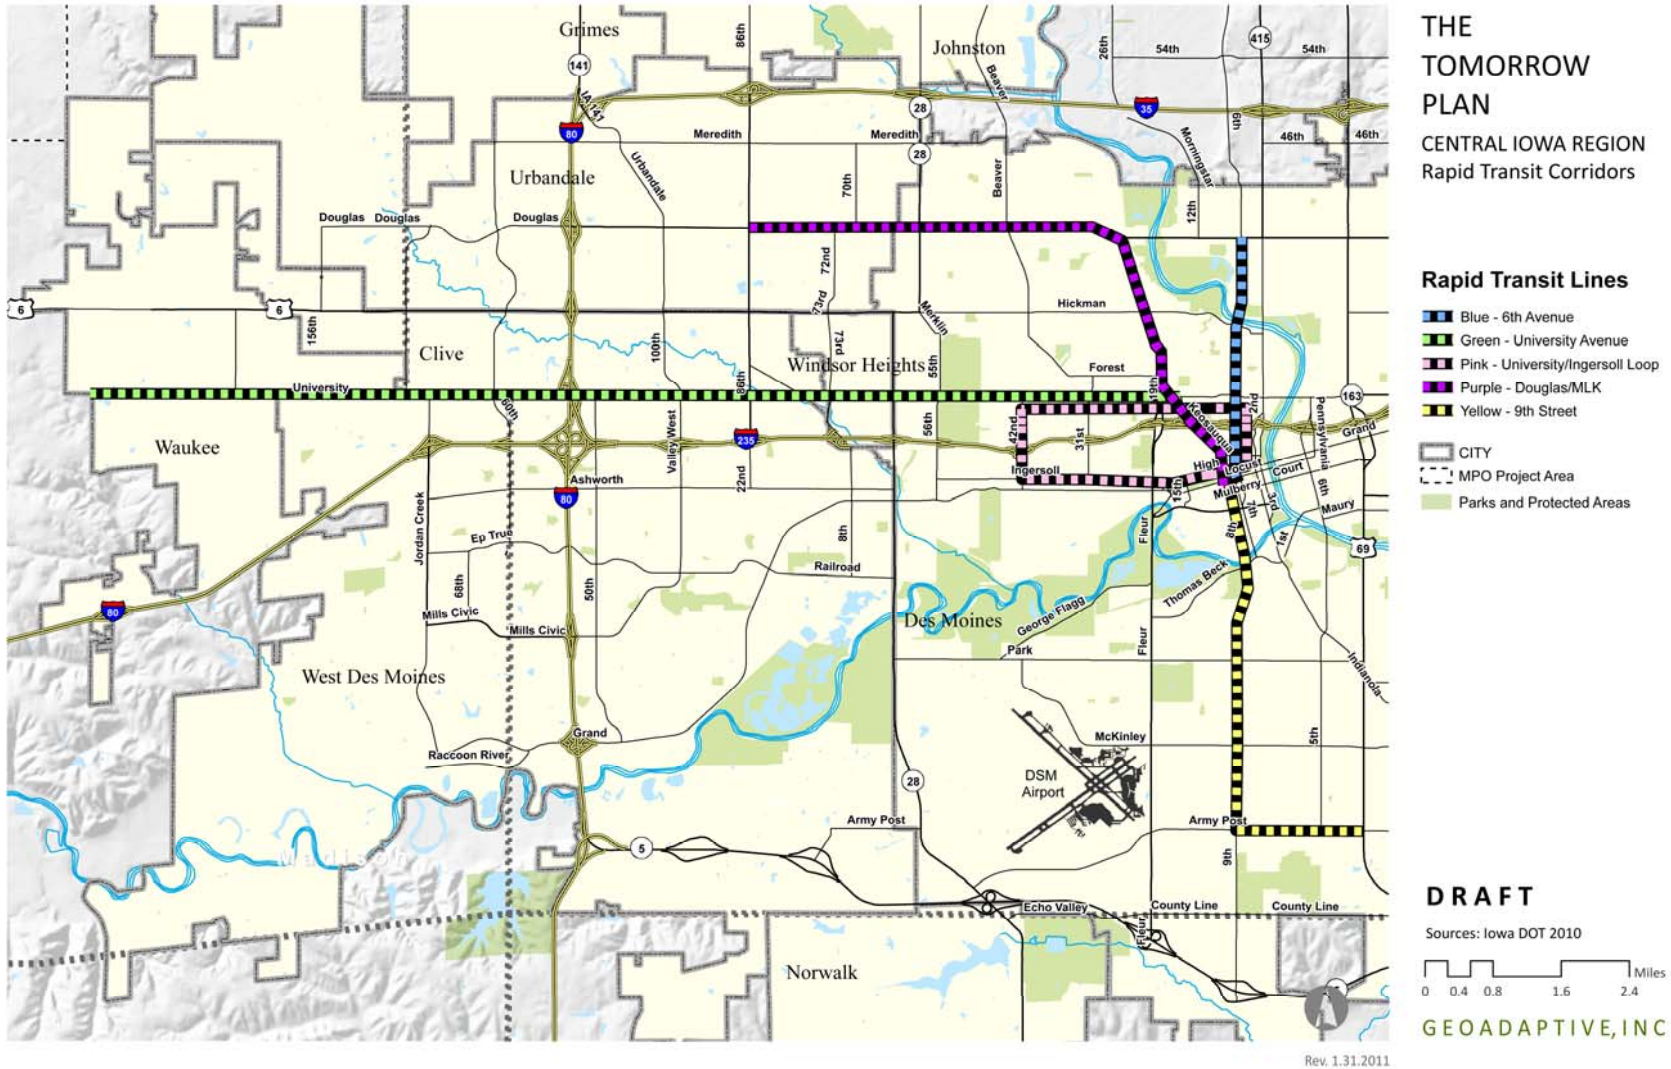 THE
TOMORROW
PLAN
CENTRAL IOWA REGION
Rapid Transit Corridors
Rapid Transit Lines
Blue - 6th Avenue
Green - University Avenue
Pink - University/Ingersoll Loop
Purple - Douglas/MLK
Yellow - 9th Street
CITY
MPO Project Area
Parks and Protected Areas
DRAFT
Sources: Iowa DOT 2010
Miles
0 0.4 0.8 1.6 2.4
GEOADAPTIVE, INC
Rev. 1.31.2011
Grimes
86th
Johnston
26th
54th
415
54th
141
Beaver
IA 141
28
35
6th
80
Meredith
Meredith
46th
46th
28
Morningstar
Urbandale
Urbandale
70th
Beaver
12th
Douglas
Douglas
Douglas
72nd
6
6
73rd
Merklin
Hickman
156th
Clive
100th
73rd
Windsor Heights
55th
Forest
University
86th
19th
163
60th
2nd
Pennsylvania
Waukee
Valley West
235
56th
42nd
31st
Keosauqua
Grand
22nd
Ingersoll
High
Locust
Court
80
Ashworth
15th
Mulberry
6th
Jordan Creek
7th
3rd
Maury
Ep True
8th
Fleur
8th
1st
69
Railroad
68th
50th
Thomas Beck
80
Mills Civic
Mills Civic
Des Moines
George Flagg
Park
Fleur
Indianola
West Des Moines
Grand
McKinley
5th
Raccoon River
28
DSM
Airport
Army Post
Army Post
5
9th
Madison
Echo Valley
County Line
County Line
Fleur
Norwalk